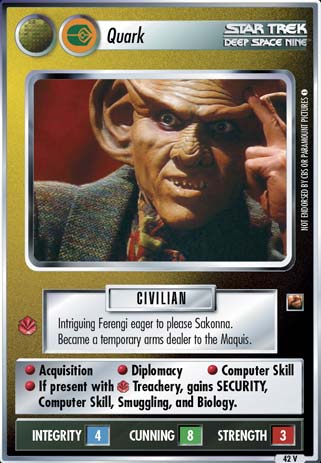 Quark
STAR TREK
DEEP SPACE NINE
NOT ENDORSED BY CBS OR PARAMOUNT PICTURES
CIVILIAN
Intriguing Ferengi eager to please Sakonna.
Became a temporary arms dealer to the Maquis.
• Acquisition • Diplomacy • Computer Skill
• If present with Treachery, gains SECURITY,
Computer Skill, Smuggling, and Biology.
INTEGRITY 4 CUNNING 8 STRENGTH 3
42 V